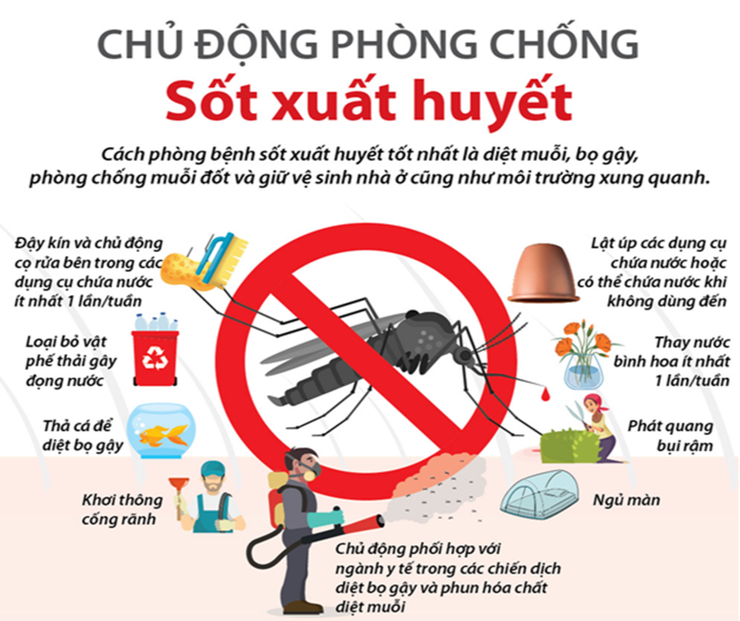 CHỦ ĐỘNG PHÒNG CHỐNG
Sốt xuất huyết
Cách phòng bệnh sốt xuất huyết tốt nhất là diệt muỗi, bọ gậy,
phòng chống muỗi đốt và giữ vệ sinh nhà ở cũng như môi trường xung quanh.
Đậy kín và chủ động
cọ rửa bên trong các
dụng cụ chứa nước
ít nhất 1 lần/tuần
Loại bỏ vật
phế thải gây
đọng nước
Thả cá để
diệt bọ gậy
Khơi thông
cống rãnh
Lật úp các dụng cụ
chứa nước hoặc
có thể chứa nước khi
không dùng đến
Thay nước
bình hoa ít nhất
1 lần/tuần
Phát quang
bụi rậm
Ngủ màn
Chủ động phối hợp với
ngành y tế trong các chiến dịch
diệt bọ gậy và phun hóa chất
diệt muỗi